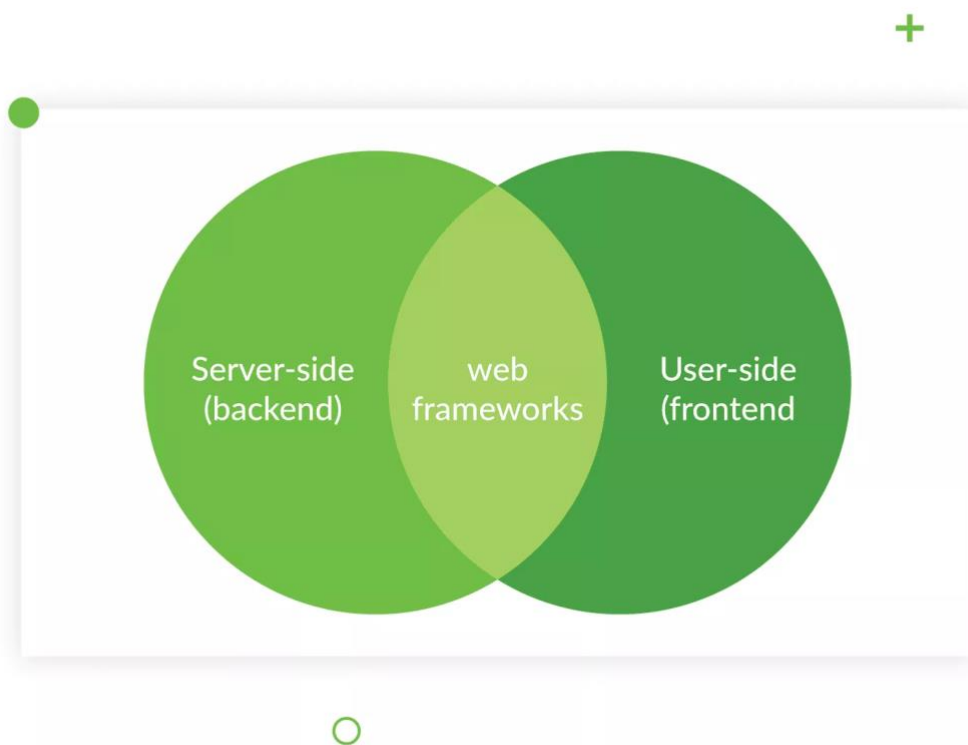 Server-side
(backend)
web
frameworks
User-side
(frontend